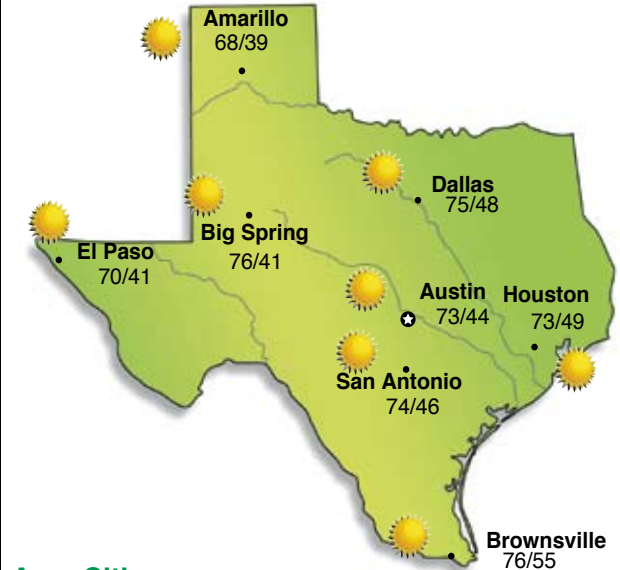 Amarillo
68/39
Dallas
75/48
Big Spring
76/41
El Paso
70/41
Austin
73/44
Houston
73/49
San Antonio
74/46
Brownsville
76/55